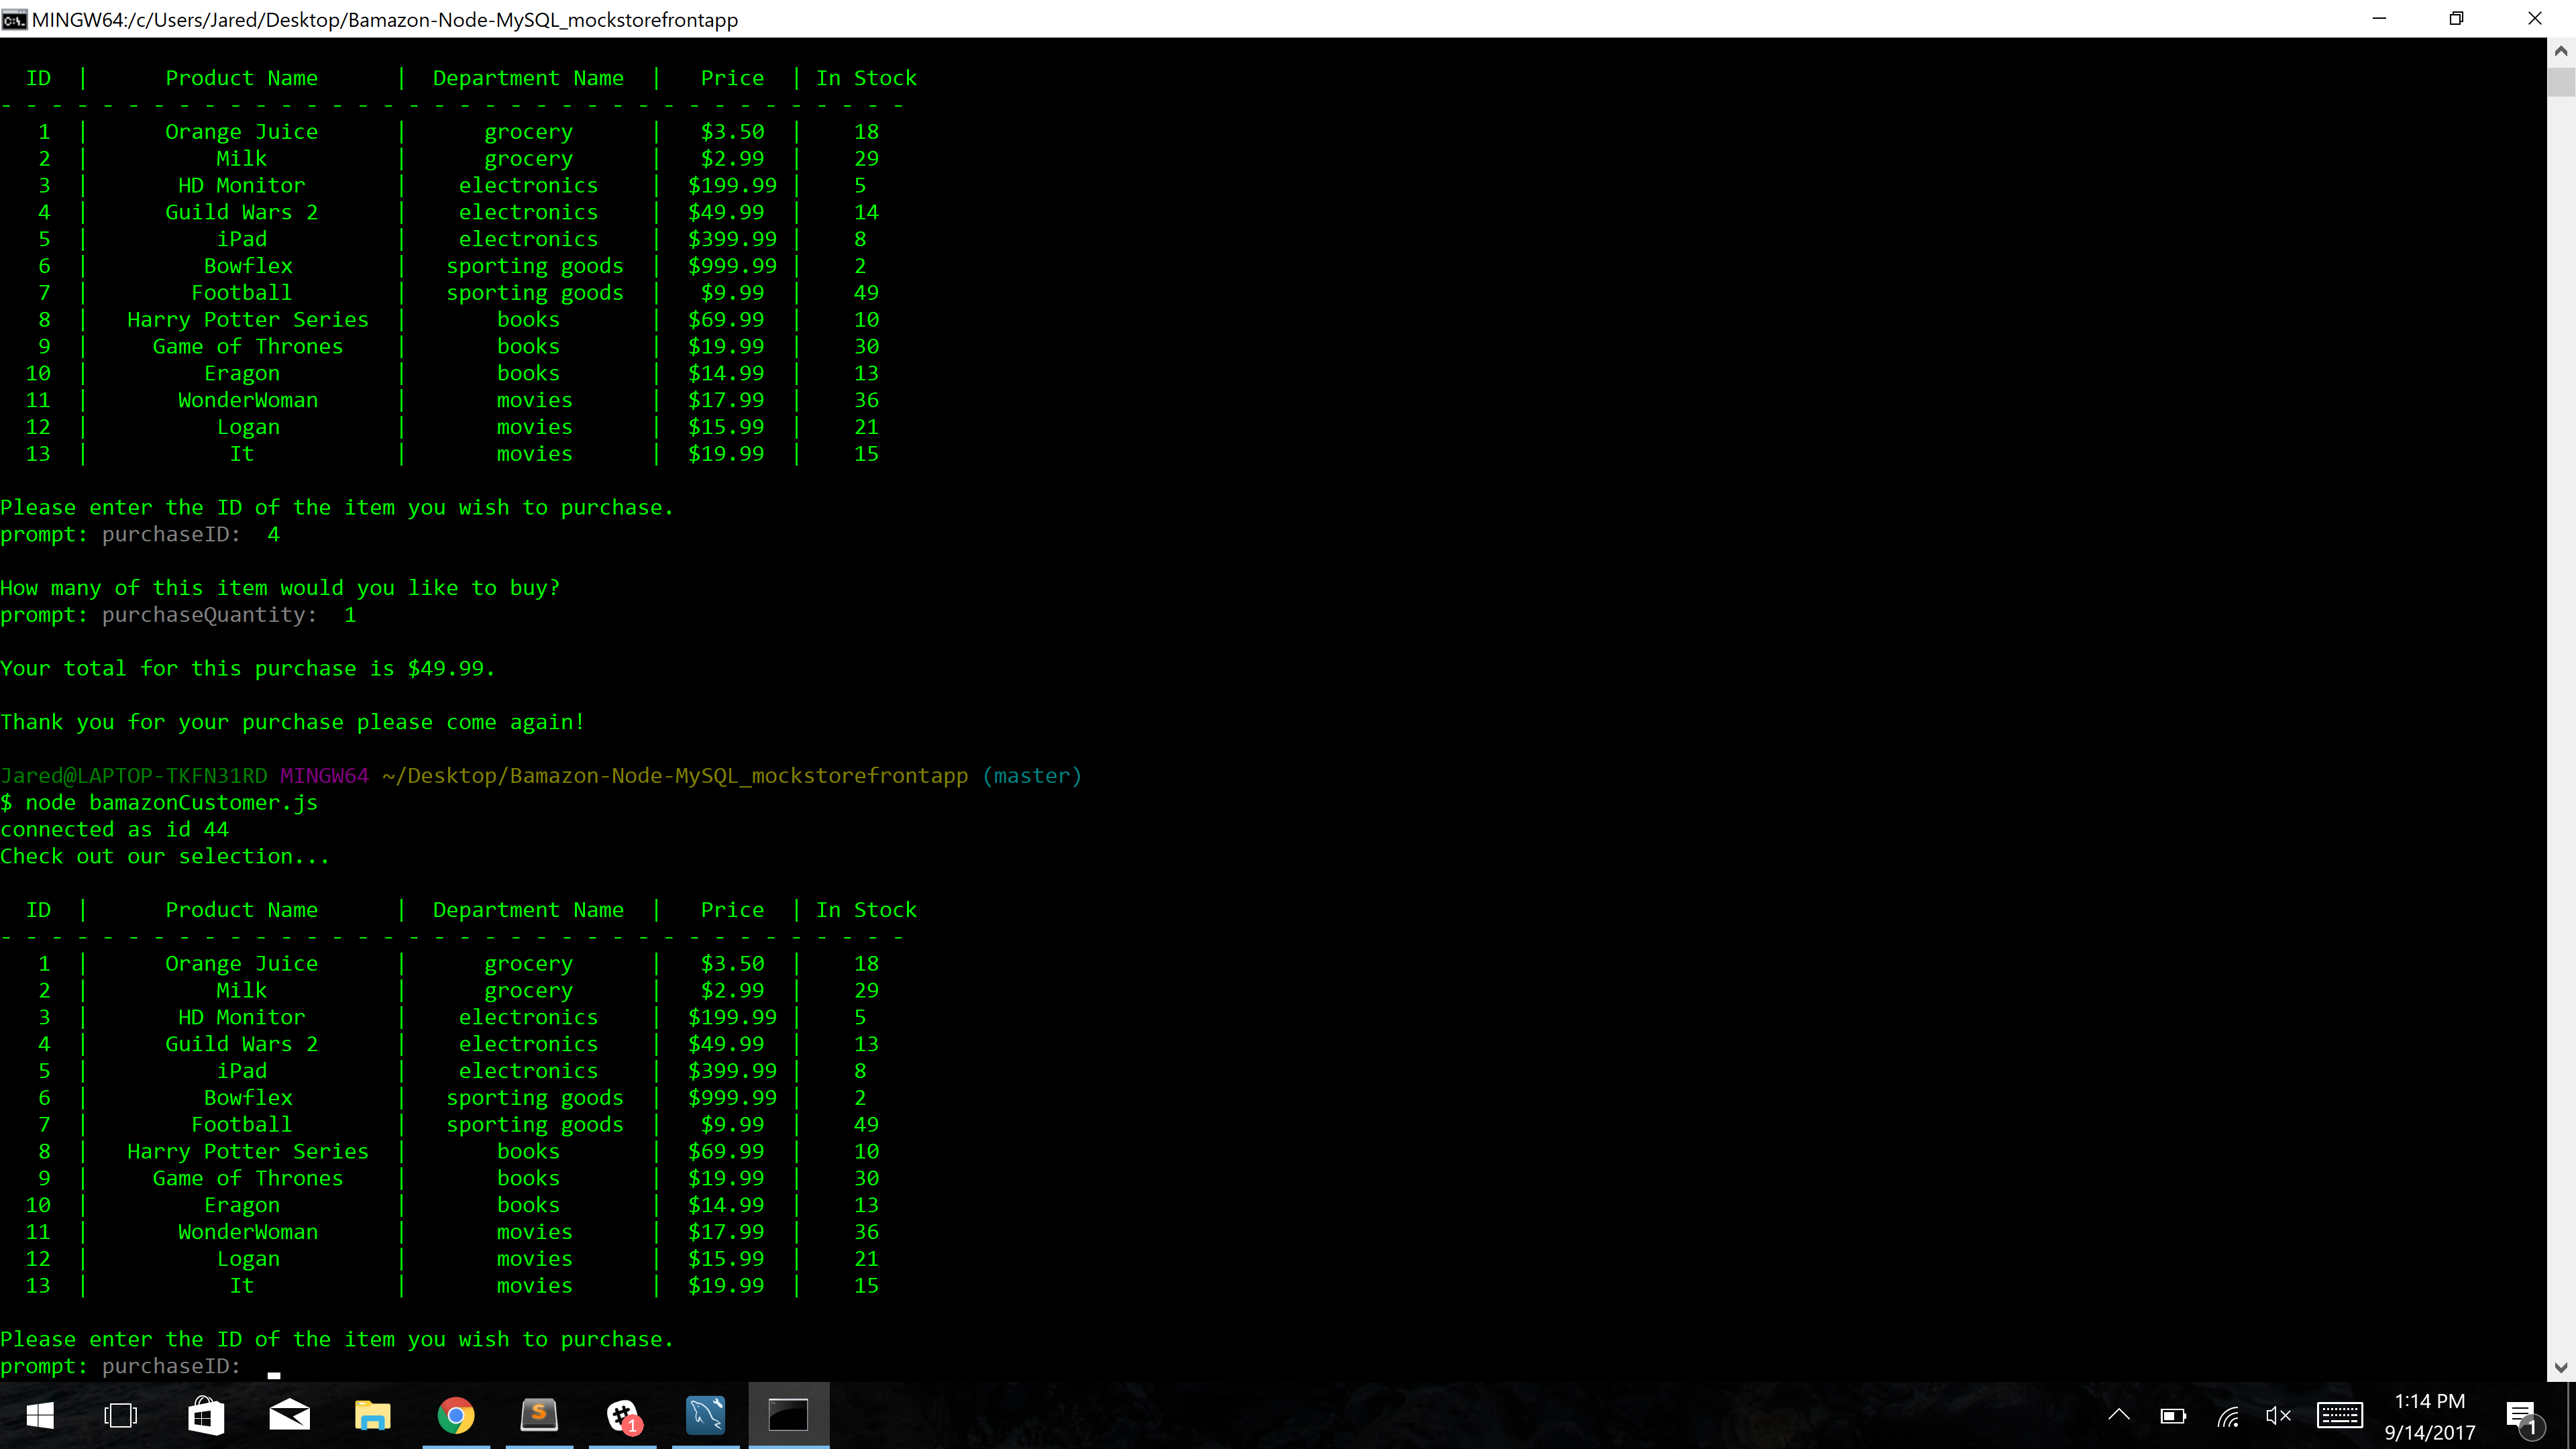 MINGW64:/c/Users/Jared/Desktop/Bamazon-Node-MySQL_mockstorefrontapp
ID | Product Name | Department Name | Price | In Stock
- - - - - - - - - - - - - - - - - - - - - - - - - - - - - - - - - - - -
1 | Orange Juice | grocery | $3.50 | 18
2 | Milk | grocery | $2.99 | 29
3 | HD Monitor | electronics | $199.99 | 5
4 | Guild Wars 2 | electronics | $49.99 | 14
5 | iPad | electronics | $399.99 | 8
6 | Bowflex | sporting goods | $999.99 | 2
7 | Football | sporting goods | $9.99 | 49
8 | Harry Potter Series | books | $69.99 | 10
9 | Game of Thrones | books | $19.99 | 30
10 | Eragon | books | $14.99 | 13
11 | WonderWoman | movies | $17.99 | 36
12 | Logan | movies | $15.99 | 21
13 | It | movies | $19.99 | 15
Please enter the ID of the item you wish to purchase.
prompt: purchaseID:  4
How many of this item would you like to buy?
prompt: purchaseQuantity:  1
Your total for this purchase is $49.99.
Thank you for your purchase please come again!
Jared@LAPTOP-TKFN31RD MINGW64 ~/Desktop/Bamazon-Node-MySQL_mockstorefrontapp (master)
$ node bamazonCustomer.js
connected as id 44
Check out our selection...
ID | Product Name | Department Name | Price | In Stock
- - - - - - - - - - - - - - - - - - - - - - - - - - - - - - - - - - - -
1 | Orange Juice | grocery | $3.50 | 18
2 | Milk | grocery | $2.99 | 29
3 | HD Monitor | electronics | $199.99 | 5
4 | Guild Wars 2 | electronics | $49.99 | 13
5 | iPad | electronics | $399.99 | 8
6 | Bowflex | sporting goods | $999.99 | 2
7 | Football | sporting goods | $9.99 | 49
8 | Harry Potter Series | books | $69.99 | 10
9 | Game of Thrones | books | $19.99 | 30
10 | Eragon | books | $14.99 | 13
11 | WonderWoman | movies | $17.99 | 36
12 | Logan | movies | $15.99 | 21
13 | It | movies | $19.99 | 15
Please enter the ID of the item you wish to purchase.
prompt: purchaseID:
S
1
1:14 PM
9/14/2017
1